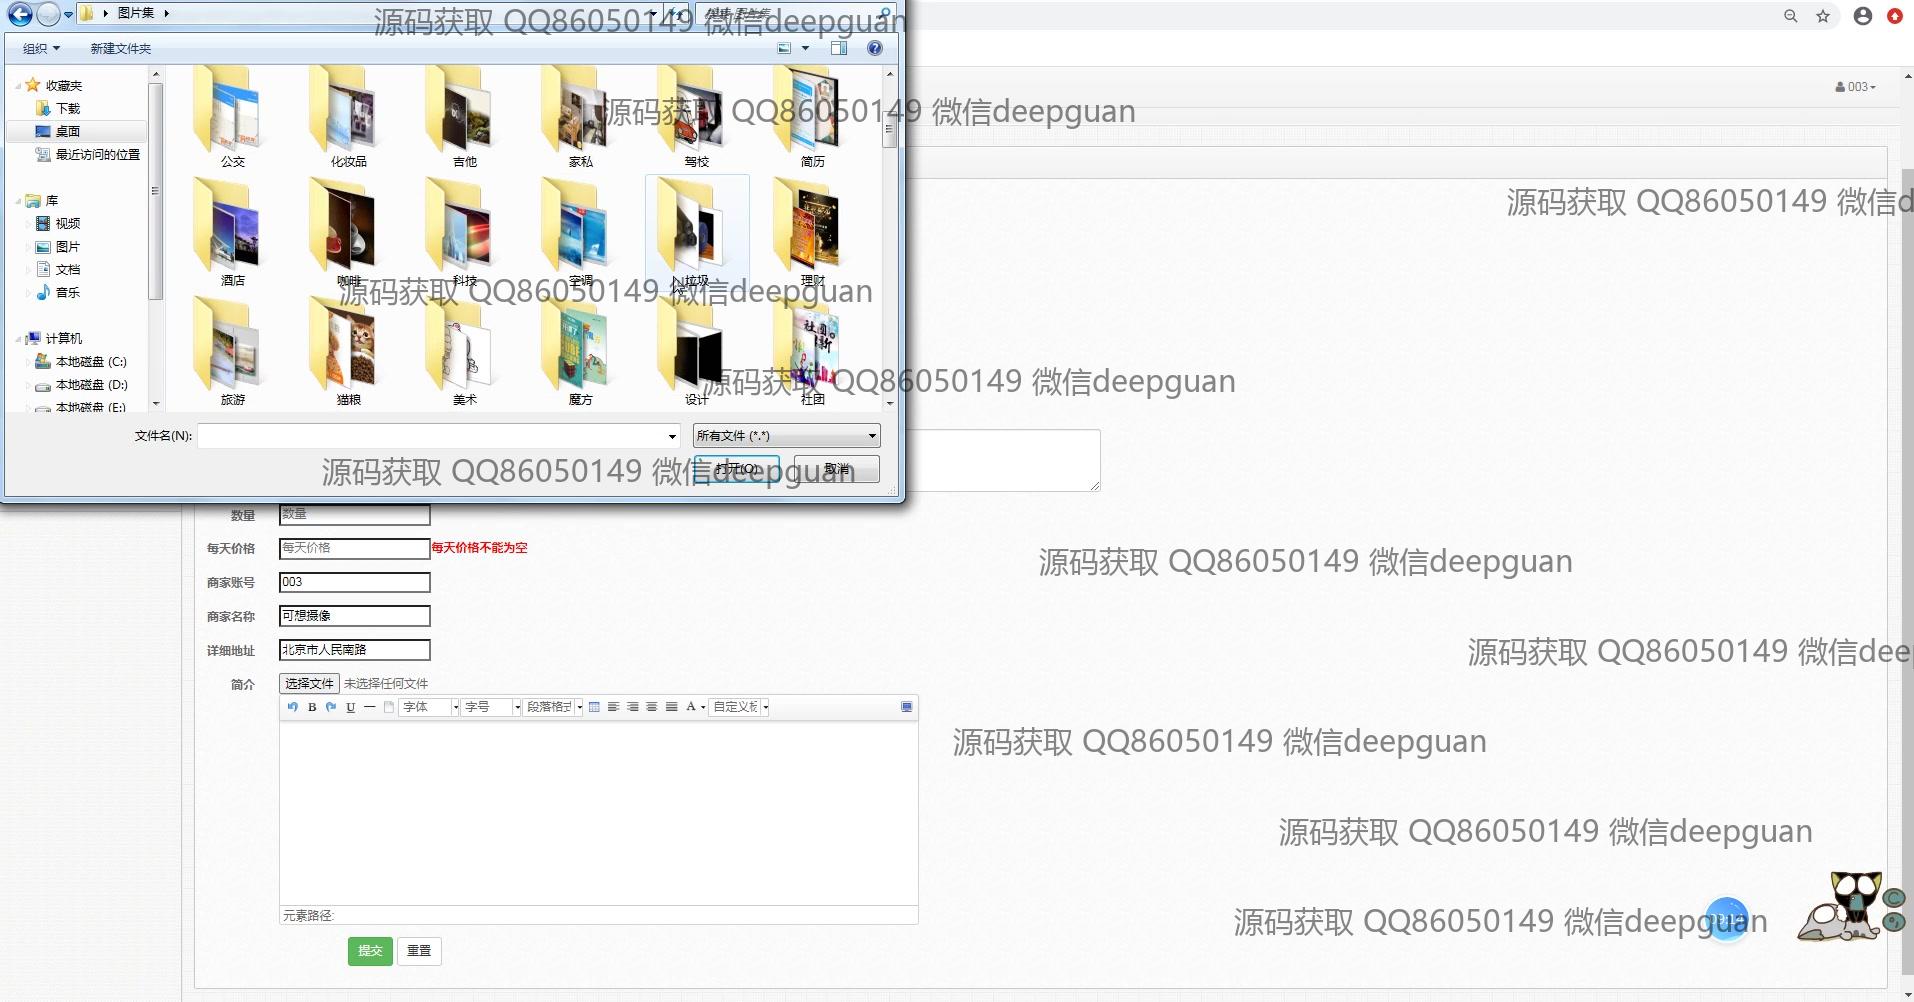 图片集
搜索 图片集
源码获取 QQ86050149 微信deepguan
组织
新建文件夹
收藏夹
下载
桌面
最近访问的位置
库
视频
图片
文档
音乐
计算机
本地磁盘 (C:)
本地磁盘 (D:)
本地磁盘 (E:)
公交
化妆品
吉他
家私
驾校
简历
源码获取 QQ86050149 微信deepguan
酒店
咖啡
科技
空调
垃圾
理财
源码获取 QQ86050149 微信deepguan
旅游
猫粮
美术
魔方
设计
社团
源码获取 QQ86050149 微信deepguan
文件名(N):
所有文件 (*.*)
打开(O)
取消
源码获取 QQ86050149 微信deepguan
003
源码获取 QQ86050149 微信d
数量
数量
每天价格
每天价格
每天价格不能为空
源码获取 QQ86050149 微信deepguan
商家账号
003
商家名称
可想摄像
详细地址
北京市人民南路
源码获取 QQ86050149 微信dee
简介
选择文件
未选择任何文件
B
U
字体
字号
段落格式
A
自定义标
源码获取 QQ86050149 微信deepguan
源码获取 QQ86050149 微信deepguan
元素路径:
源码获取 QQ86050149 微信deepguan
提交
重置